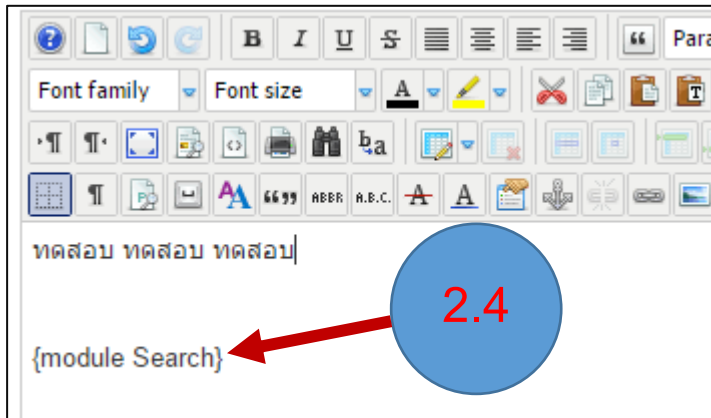 B I U S Para
Font family Font size A
b a
A ABBR A.B.C. A A
ทดสอบ ทดสอบ ทดสอบ
2.4
{module Search}